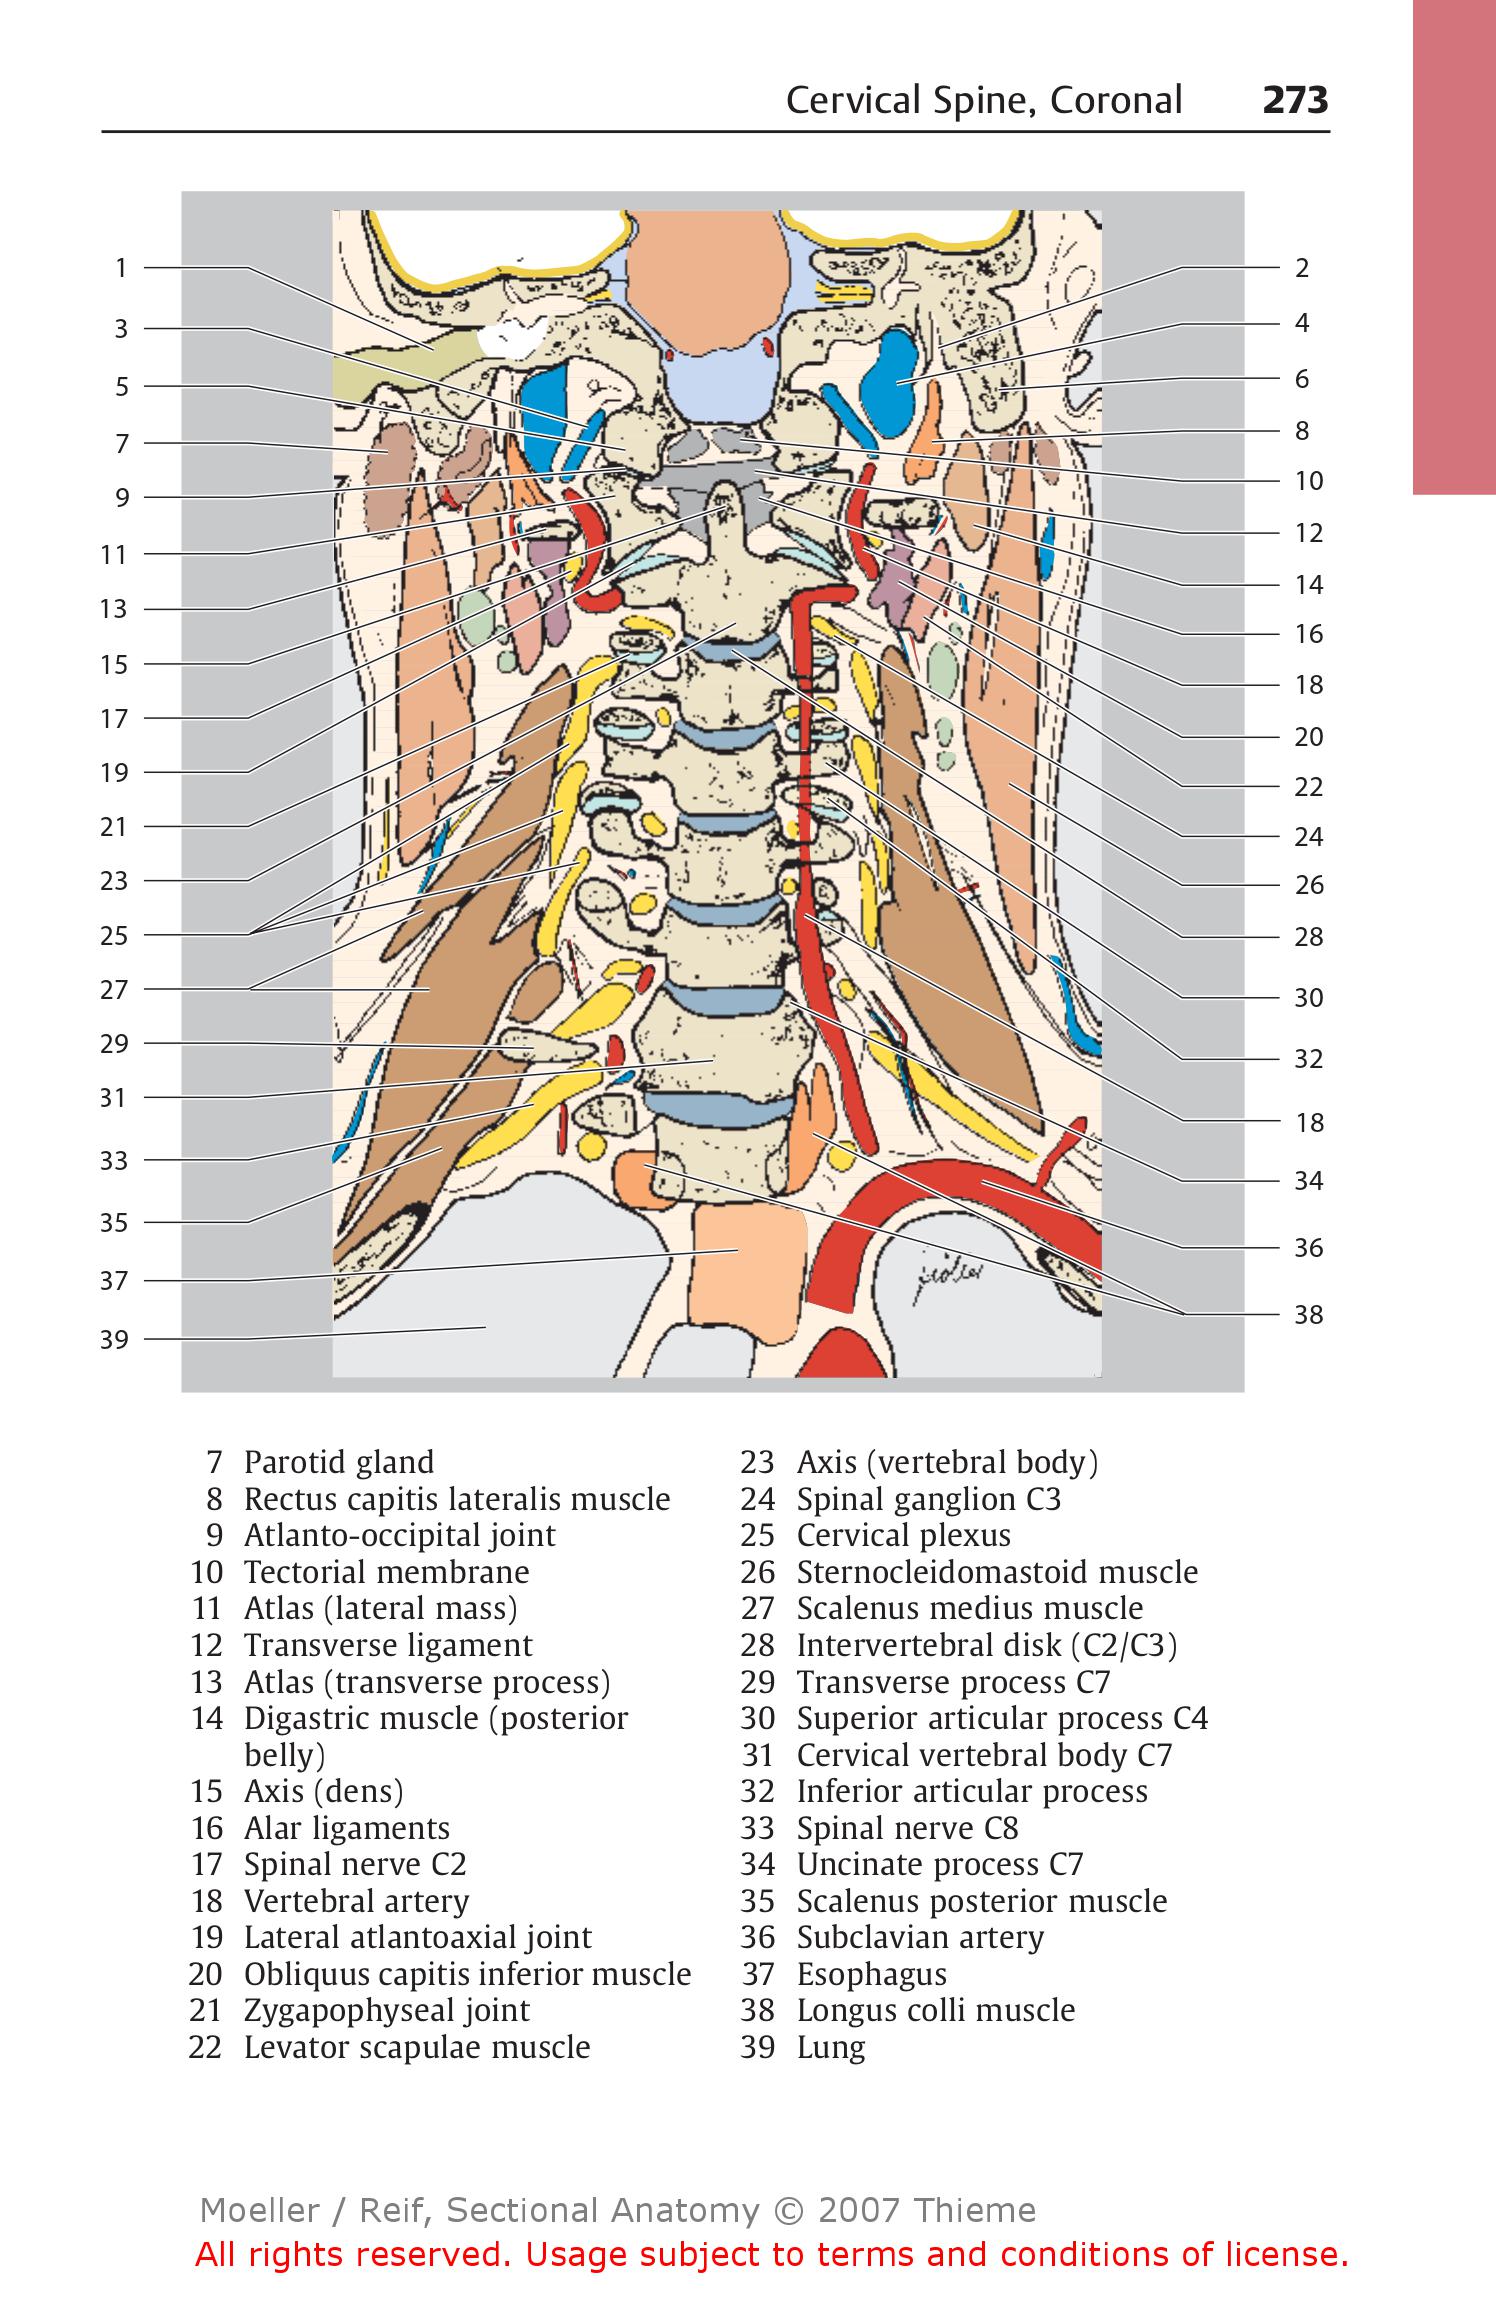 Cervical Spine, Coronal 273
1
2
3
4
5
6
7
8
9
10
11
12
13
14
15
16
17
18
19
20
21
22
23
24
25
26
27
28
29
30
31
32
33
18
35
34
37
36
39
38
7 Parotid gland
8 Rectus capitis lateralis muscle
9 Atlanto-occipital joint
10 Tectorial membrane
11 Atlas (lateral mass)
12 Transverse ligament
13 Atlas (transverse process)
14 Digastric muscle (posterior
belly)
15 Axis (dens)
16 Alar ligaments
17 Spinal nerve C2
18 Vertebral artery
19 Lateral atlantoaxial joint
20 Obliquus capitis inferior muscle
21 Zygapophyseal joint
22 Levator scapulae muscle
23 Axis (vertebral body)
24 Spinal ganglion C3
25 Cervical plexus
26 Sternocleidomastoid muscle
27 Scalenus medius muscle
28 Intervertebral disk (C2/C3)
29 Transverse process C7
30 Superior articular process C4
31 Cervical vertebral body C7
32 Inferior articular process
33 Spinal nerve C8
34 Uncinate process C7
35 Scalenus posterior muscle
36 Subclavian artery
37 Esophagus
38 Longus colli muscle
39 Lung
Moeller / Reif, Sectional Anatomy © 2007 Thieme
All rights reserved. Usage subject to terms and conditions of license.